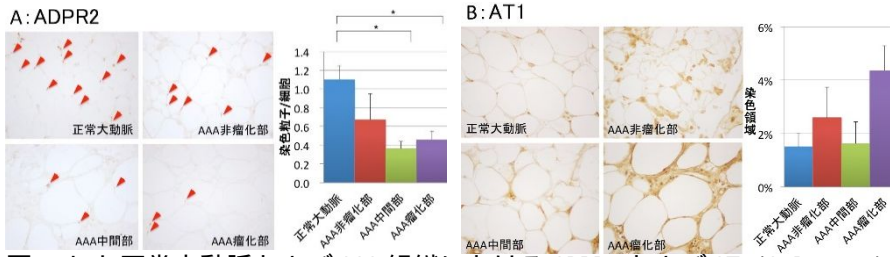 A:ADPR2
正常大動脈
AAA非瘤化部
AAA中間部
AAA瘤化部
染色粒子/細胞
1.4
1.2
1.0
0.8
0.6
0.4
0.2
0.0
*
*
正常大動脈
AAA非瘤化部
AAA中間部
AAA瘤化部
B:AT1
正常大動脈
AAA非瘤化部
AAA中間部
AAA瘤化部
染色領域
6%
4%
2%
0%
正常大動脈
AAA非瘤化部
AAA中間部
AAA瘤化部